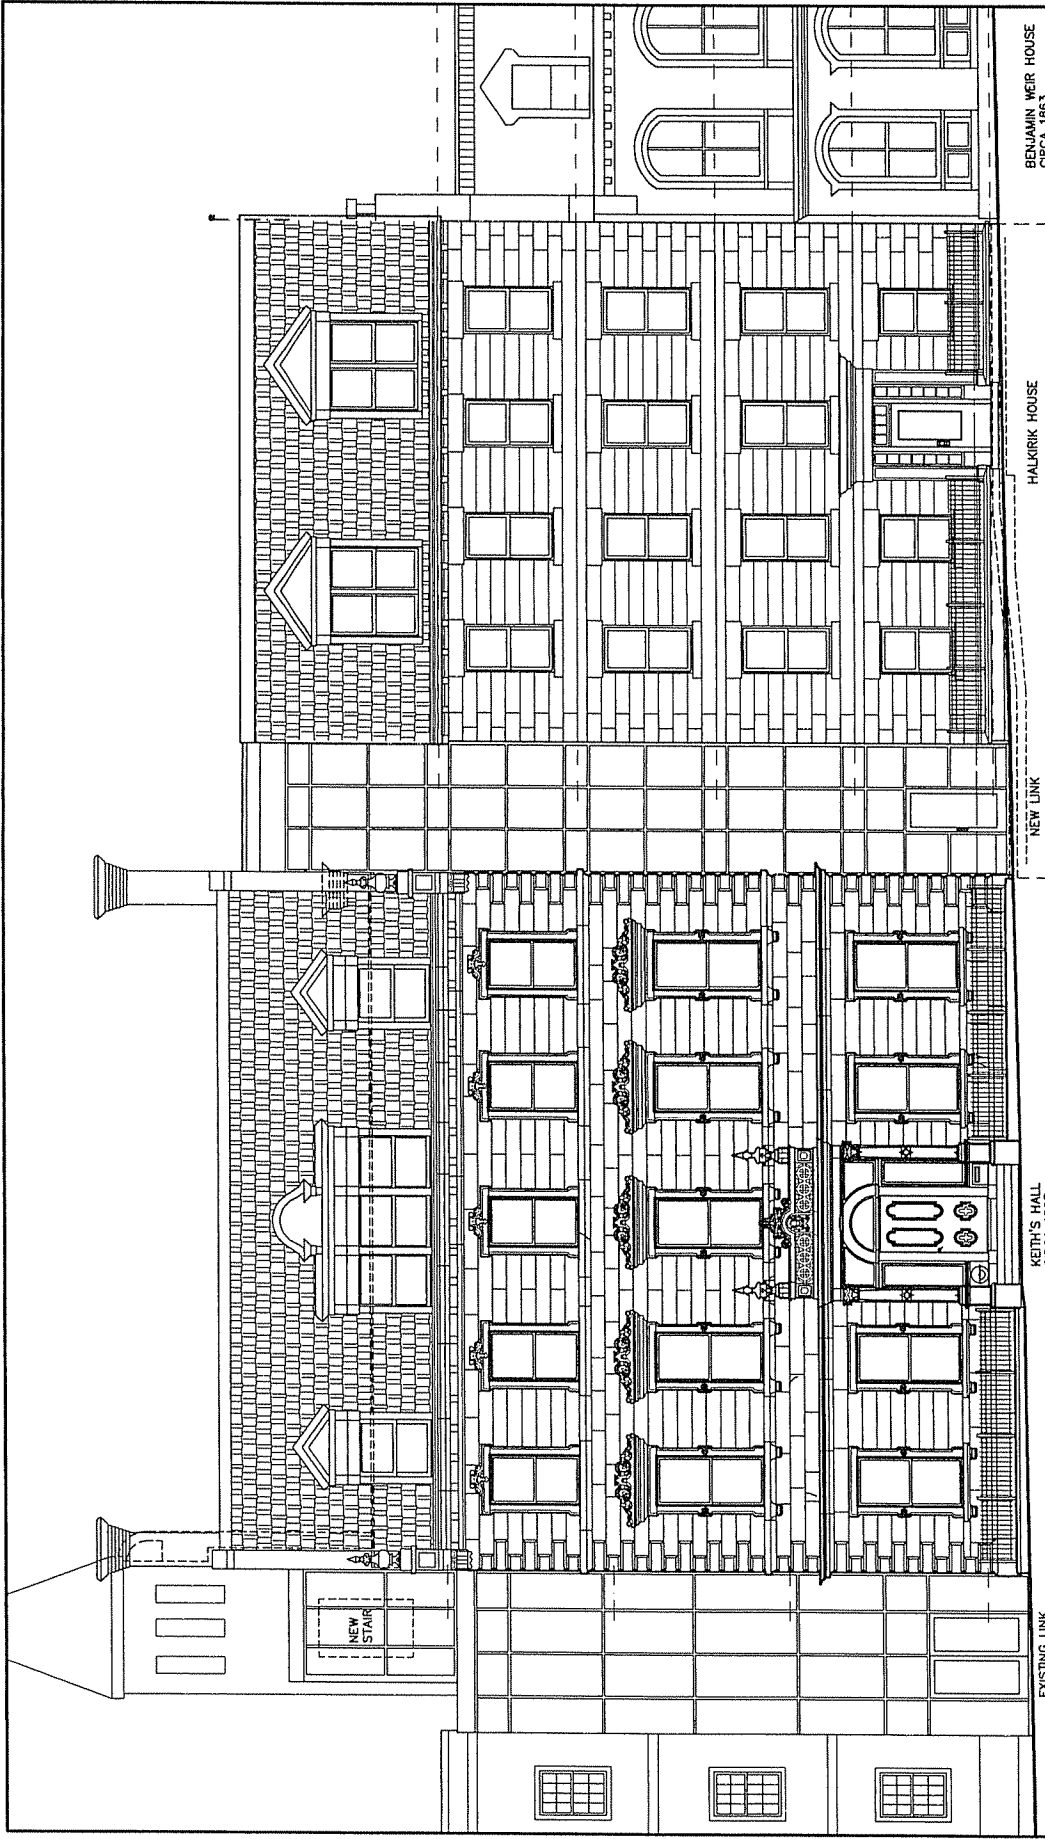 NEW
STAIR
EXISTING LINK
KEITH'S HALL
NEW LINK
HALKIRIK HOUSE
BENJAMIN WEIR HOUSE
CIRCA 1863